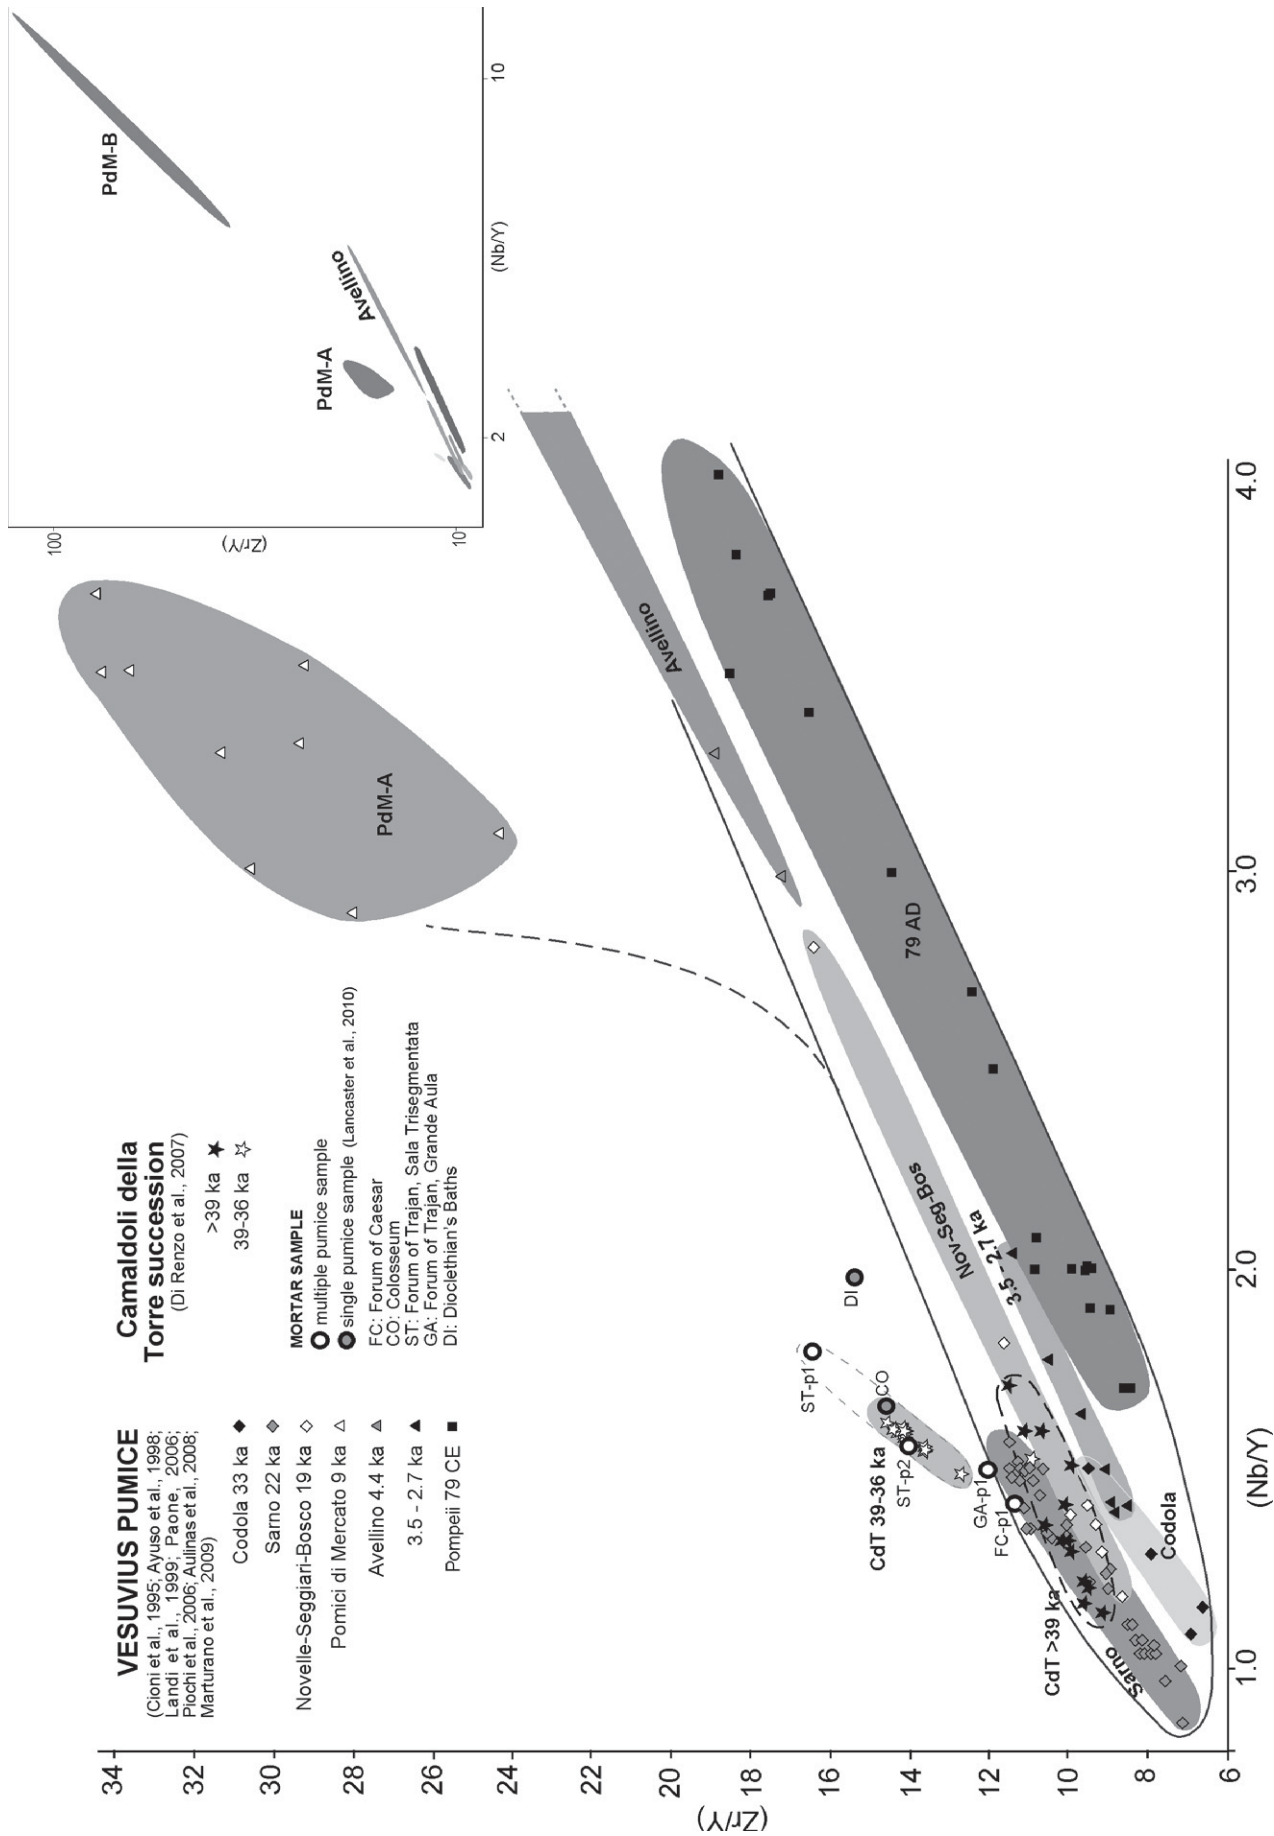 VESUVIUS PUMICE
(Cioni et al., 1995; Ayuso et al., 1998;
Landi et al., 1999; Paone, 2006;
Piochi et al., 2006; Aulinas et al., 2008;
Marturano et al., 2009)
Codola 33 ka
Sarno 22 ka
Novelle-Seggiari-Bosco 19 ka
Pomici di Mercato 9 ka
Avellino 4.4 ka
3.5 - 2.7 ka
Pompeii 79 CE
Camaldoli della
Torre succession
(Di Renzo et al., 2007)
>39 ka
39-36 ka
MORTAR SAMPLE
multiple pumice sample
single pumice sample (Lancaster et al., 2010)
FC: Forum of Caesar
CO: Colosseum
ST: Forum of Trajan, Sala Trisegmentata
GA: Forum of Trajan, Grande Aula
DI: Dioclethian's Baths
PdM-B
PdM-A
Avellino
100
10
(Zr/Y)
2
10
(Nb/Y)
PdM-A
Avellino
79 AD
Nov-Seg-Bos
3.5 - 2.7 ka
DI
ST-p1
CO
CdT 39-36 ka
ST-p2
GA-p1
FC-p1
CdT >39 ka
Sarno
Codola
34
32
30
28
26
24
22
20
18
16
14
12
10
8
6
(Zr/Y)
1.0
2.0
3.0
4.0
(Nb/Y)